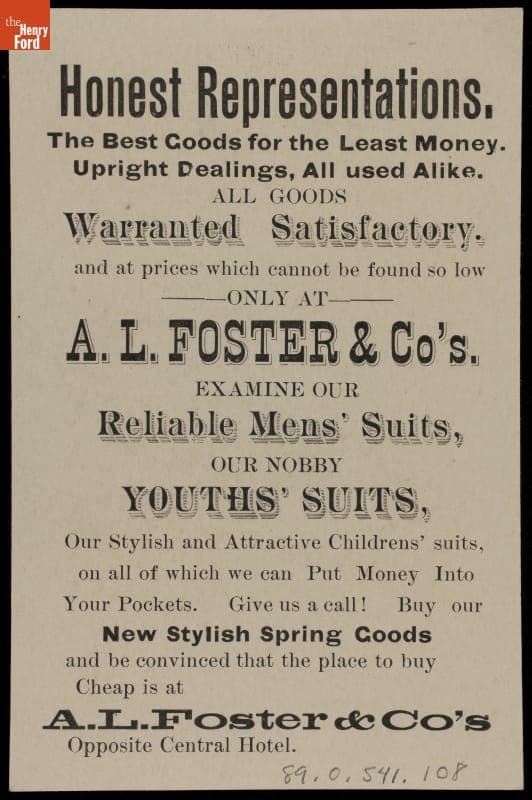 the
Henry
Ford
Honest Representations.
The Best Goods for the Least Money.
Upright Dealings, All used Alike.
ALL GOODS
Warranted Satisfactory.
and at prices which cannot be found so low
ONLY AT
A. L. FOSTER & Co's.
EXAMINE OUR
Reliable Mens' Suits,
OUR NOBBY
YOUTHS' SUITS,
Our Stylish and Attractive Childrens' suits,
on all of which we can Put Money Into
Your Pockets. Give us a call! Buy our
New Stylish Spring Goods
and be convinced that the place to buy
Cheap is at
A. L. Foster & Co's
Opposite Central Hotel.
89.0.541.108